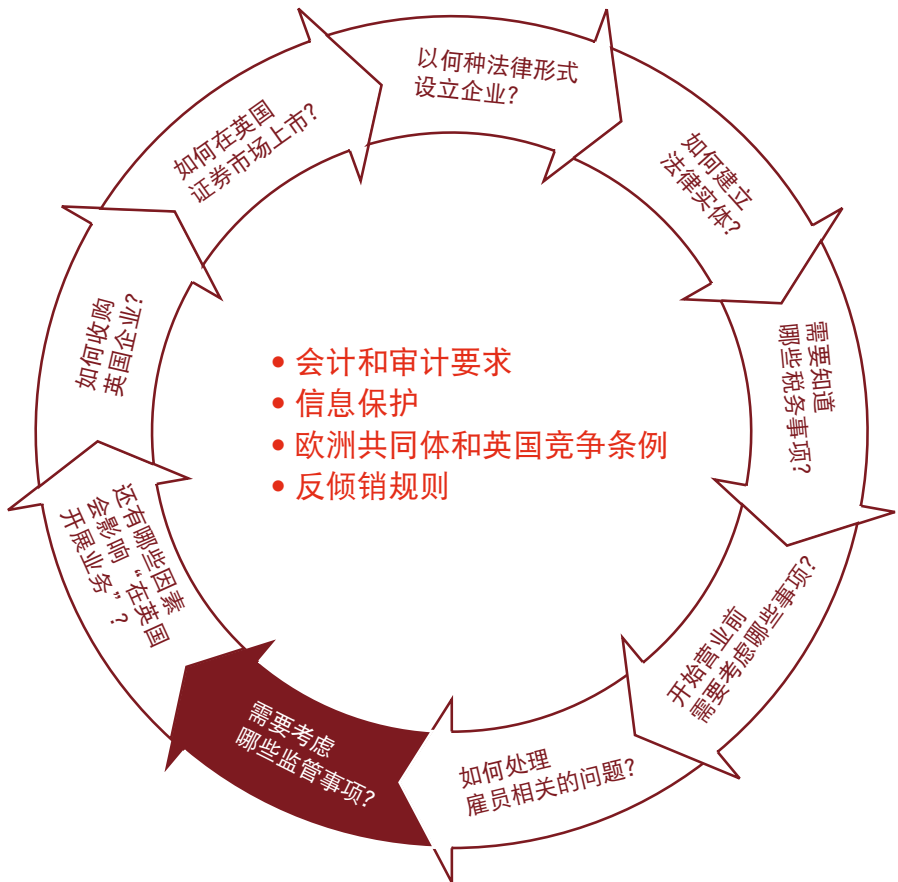 以何种法律形式
设立企业?
如何建立
法律实体?
需要知道
哪些税务事项?
开始营业前
需要考虑哪些事项?
如何处理
雇员相关的问题?
需要考虑
哪些监管事项?
还有哪些因素
会影响“在英国
开展业务”?
如何收购
英国企业?
如何在英国
证券市场上市?
• 会计和审计要求
• 信息保护
• 欧洲共同体和英国竞争条例
• 反倾销规则